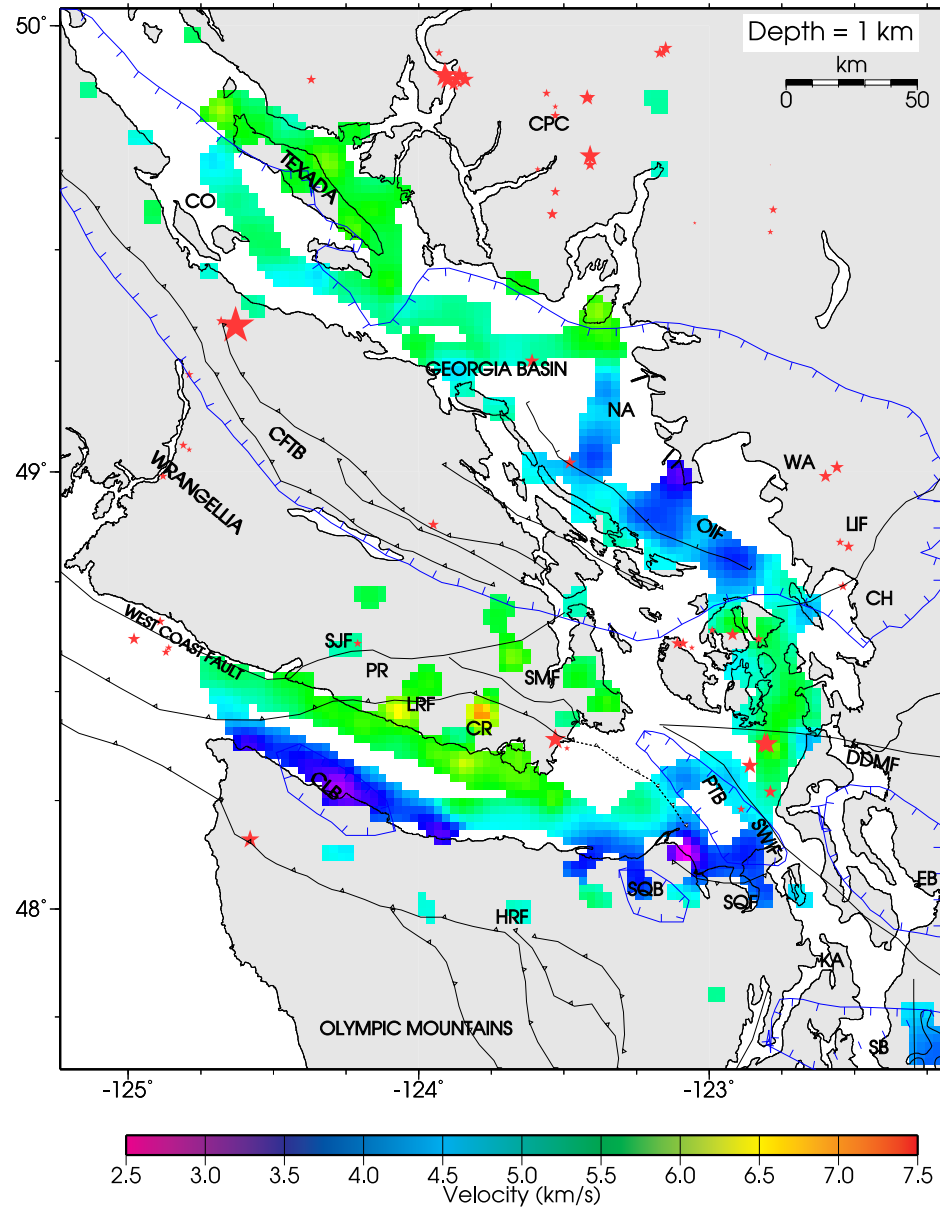 50°
Depth = 1 km
km
0 50
CPC
TEXADA
CO
GEORGIA BASIN
NA
CFTB
49°
WA
WRANGELLIA
OIF
LIF
CH
WEST COAST FAULT
SJF
PR
SMF
LRF
CR
DDMF
CLB
PTB
SWIF
EB
SQB
SQF
48°
HRF
KA
OLYMPIC MOUNTAINS
SB
-125° -124° -123°
2.5 3.0 3.5 4.0 4.5 5.0 5.5 6.0 6.5 7.0 7.5
Velocity (km/s)